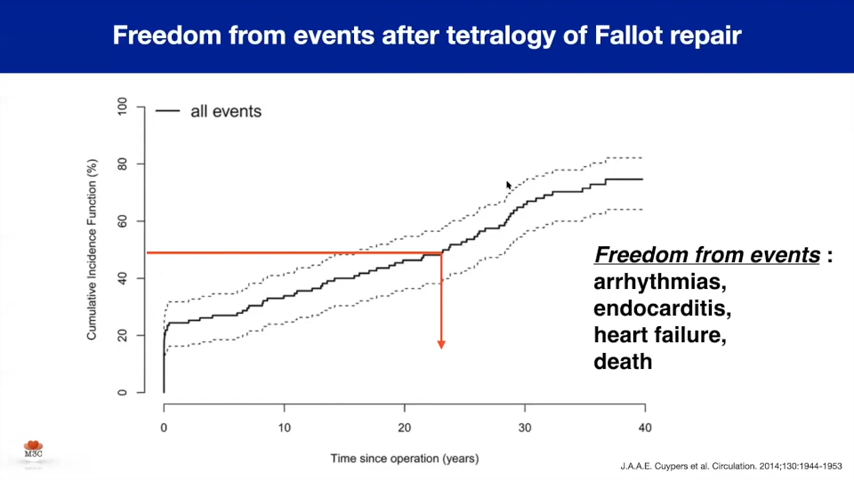 Freedom from events after tetralogy of Fallot repair
all events
100
80
60
40
20
0
Cumulative Incidence Function (%)
0 10 20 30 40
Time since operation (years)
Freedom from events :
arrhythmias,
endocarditis,
heart failure,
death
M3C
J.A.A.E. Cuypers et al. Circulation. 2014;130:1944-1953